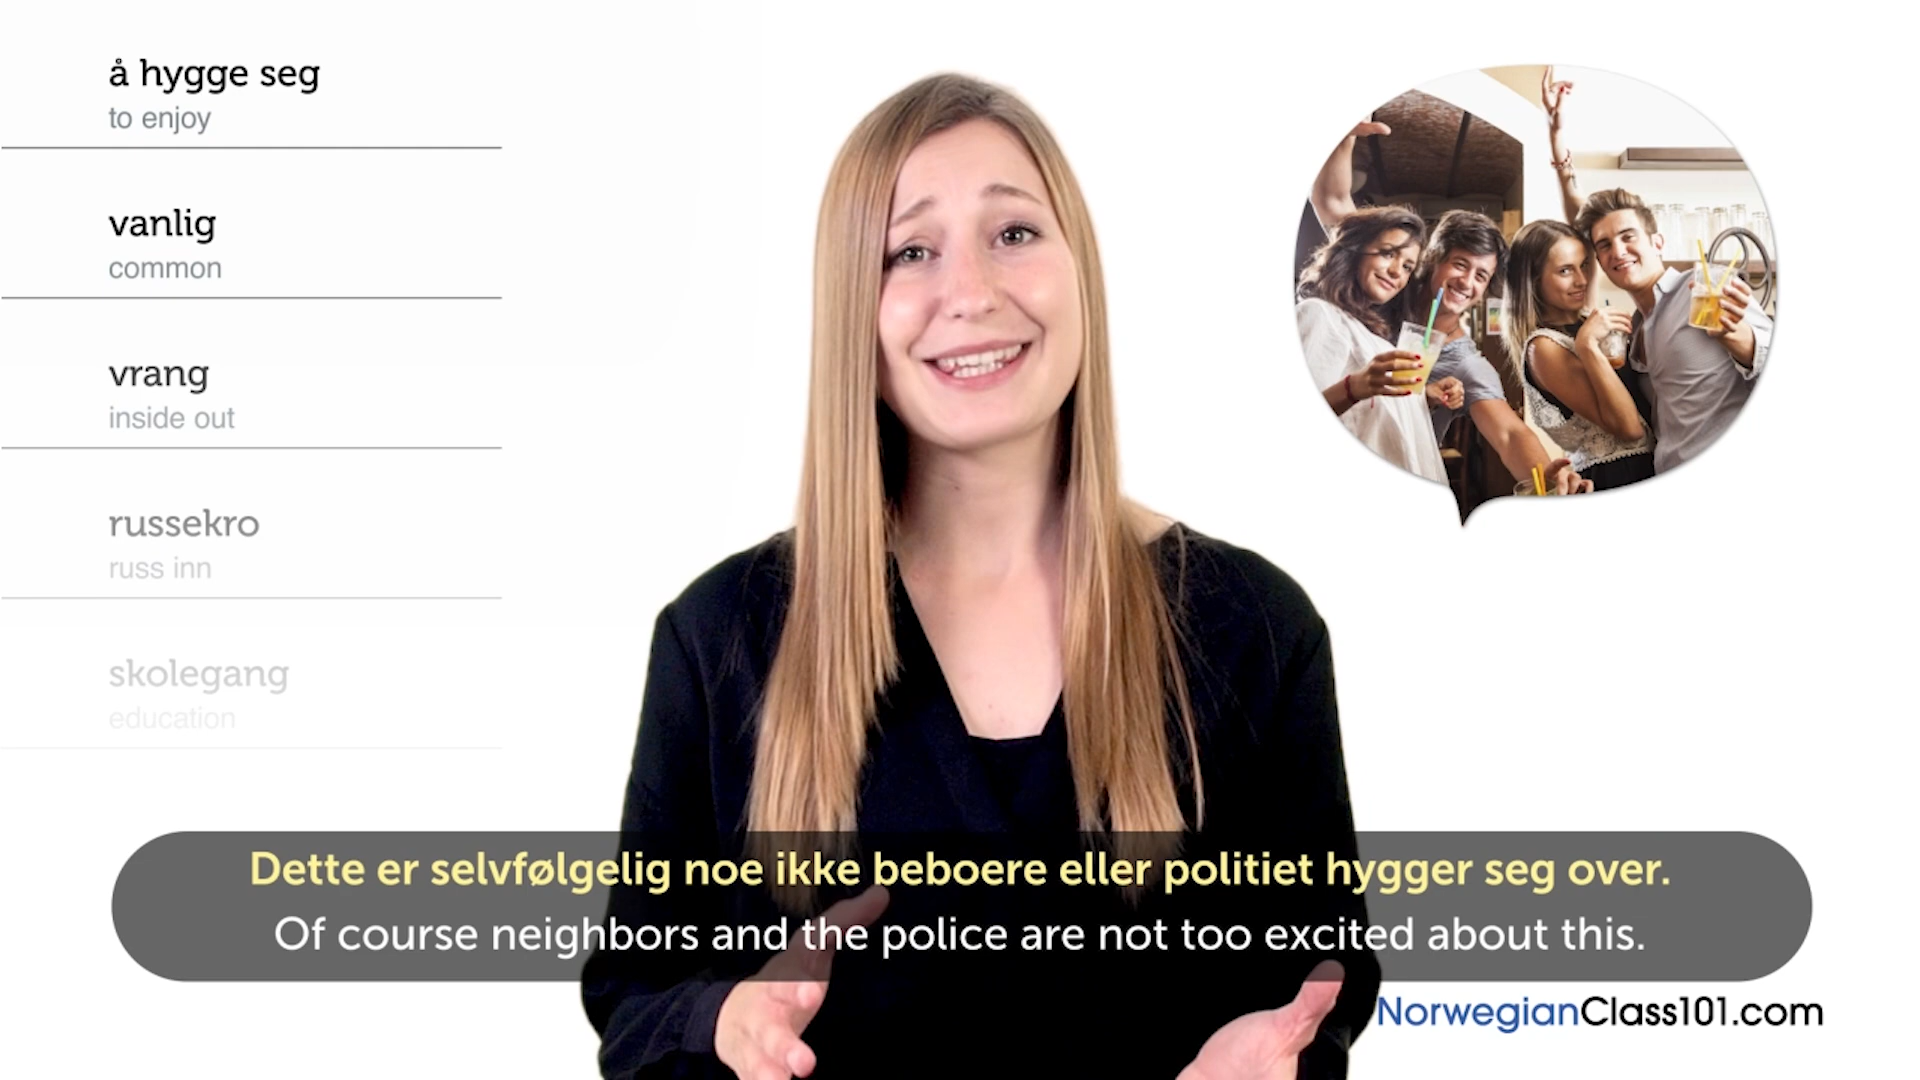 å hygge seg
to enjoy
vanlig
common
vrang
inside out
russekro
russ inn
skolegang
education
Dette er selvfølgelig noe ikke beboere eller politiet hygger seg over.
Of course neighbors and the police are not too excited about this.
NorwegianClass101.com